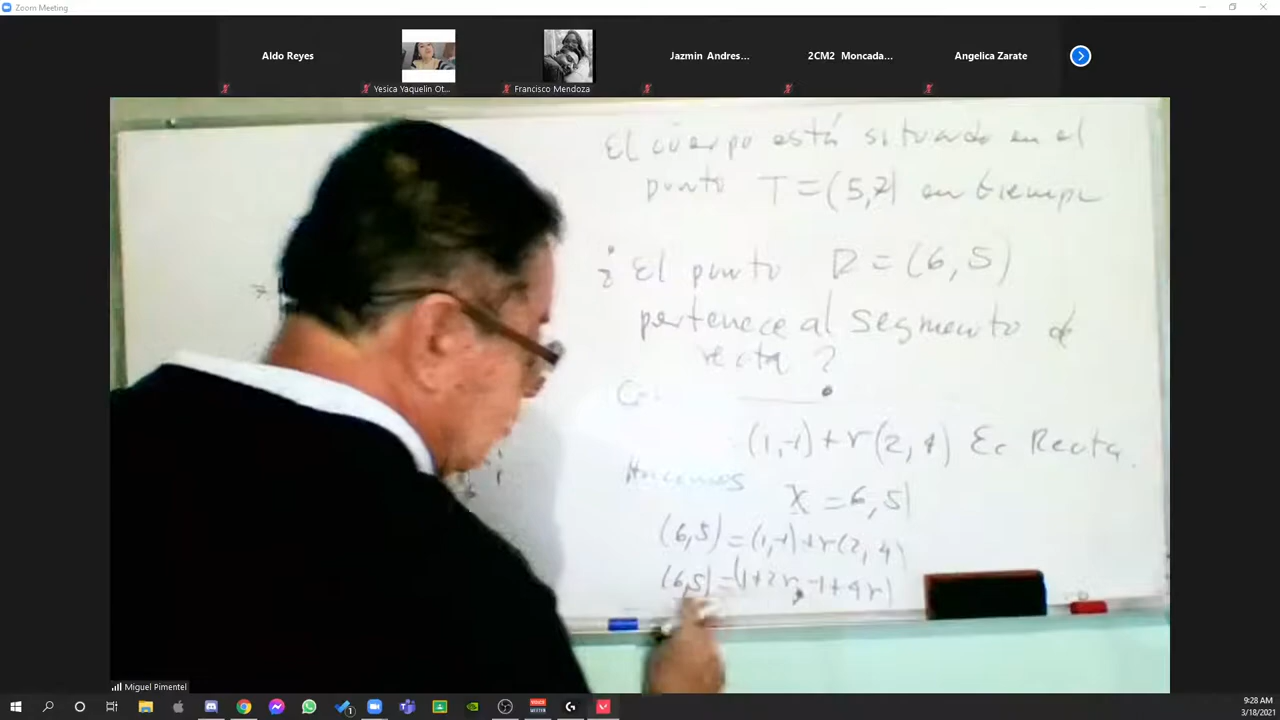 Zoom Meeting
Aldo Reyes
Yesica Yaquelin Ot...
Francisco Mendoza
Jazmin Andres...
2CM2 Moncada...
Angelica Zarate
El cuerpo está situado en el
punto T = (5,7) en tiempo
¿ El punto R = (6,5)
pertenece al segmento de
recta ?
(1,-1)+r(2,4) Ec Recta.
Hacemos
X = 6,5)
(6,5) = (1,-1)+r(2,4)
(6,5) = (1+2r, -1+4r)
Miguel Pimentel
9:28 AM
3/18/2021